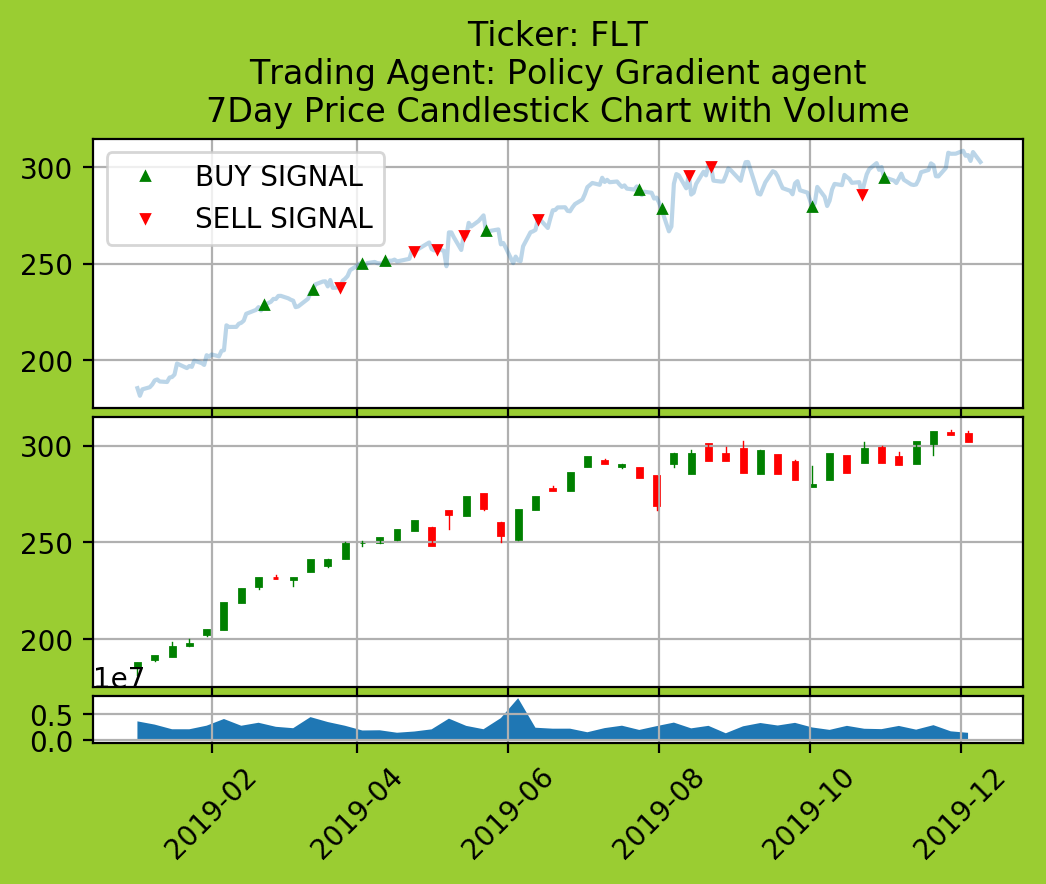 Ticker: FLT
Trading Agent: Policy Gradient agent
7Day Price Candlestick Chart with Volume
300
250
200
BUY SIGNAL
SELL SIGNAL
300
250
200
1e7
0.5
0.0
2019-02
2019-04
2019-06
2019-08
2019-10
2019-12